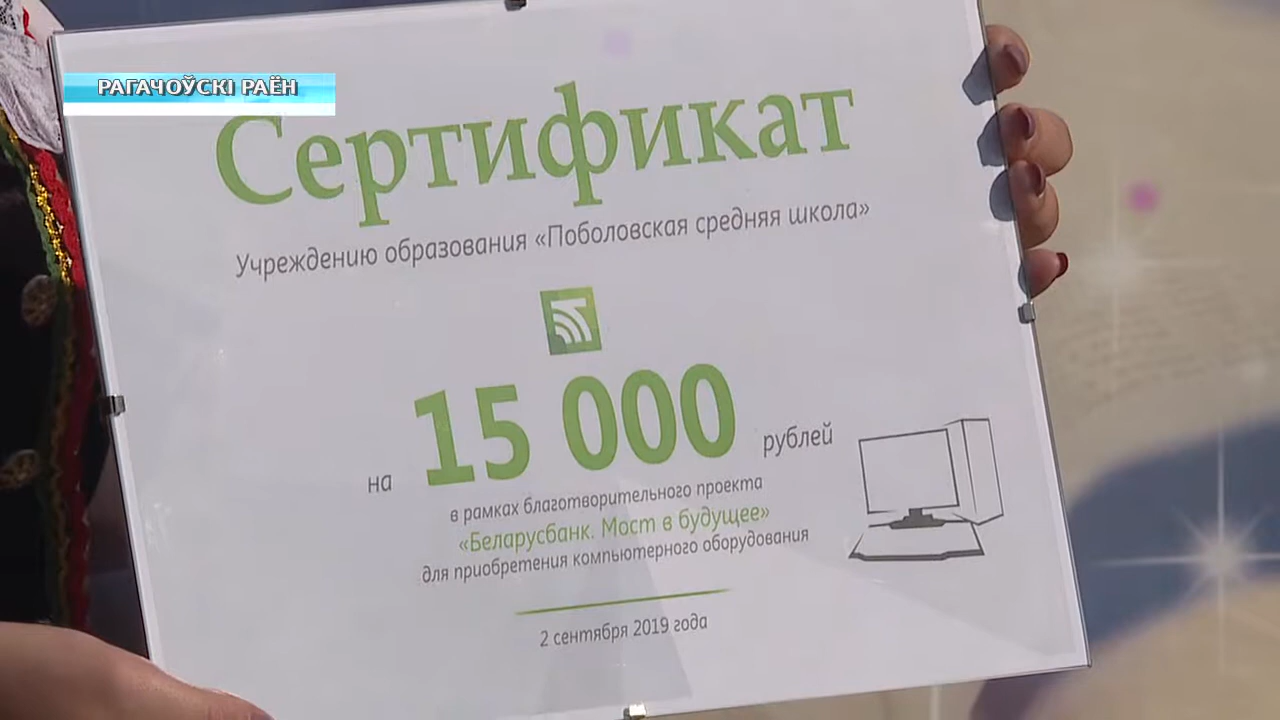 РАГАЧОЎСКІ РАЁН
Сертификат
Учреждению образования «Поболовская средняя школа»
на 15 000 рублей
в рамках благотворительного проекта
«Беларусбанк. Мост в будущее»
для приобретения компьютерного оборудования
2 сентября 2019 года